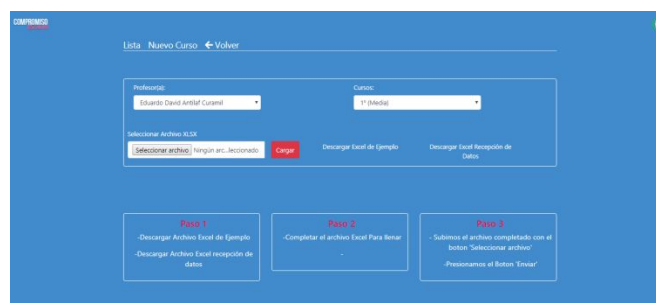 COMPROMISO
Lista Nuevo Curso Volver
Profesor(a): Cursos:
Eduardo David Antilaf Curamil 1° (Media)
Seleccionar Archivo XLSX
Seleccionar archivo Ningún arc...leccionado Cargar Descargar Excel de Ejemplo Descargar Excel Recepción de
Datos
Paso 1
-Descargar Archivo Excel de Ejemplo
-Descargar Archivo Excel recepción de
datos
Paso 2
-Completar el archivo Excel Para llenar
-
Paso 3
- Subimos el archivo completado con el
boton 'Seleccionar archivo'
-Presionamos el Boton 'Enviar'